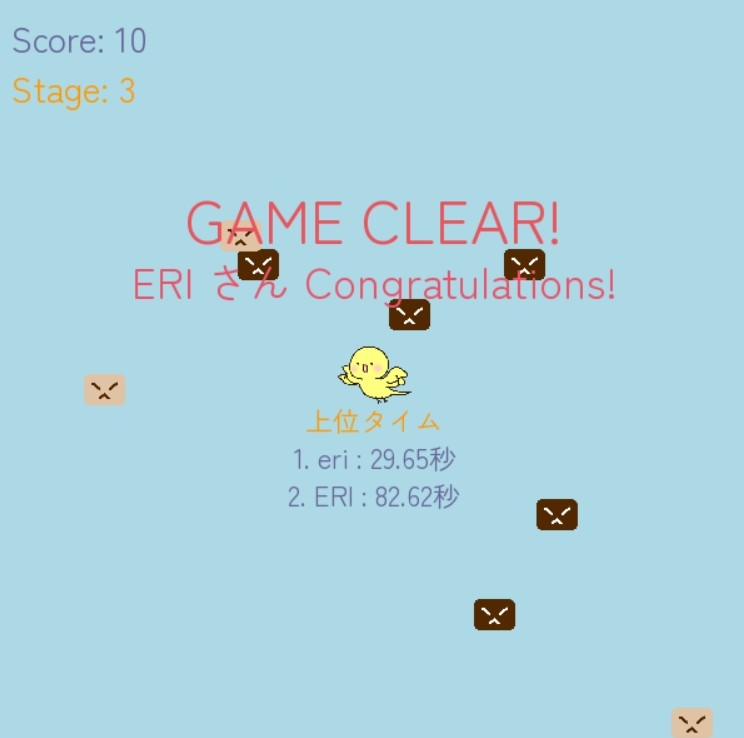 Score: 10
Stage: 3
GAME CLEAR!
ERI さん Congratulations!
上位タイム
1. eri : 29.65秒
2. ERI : 82.62秒